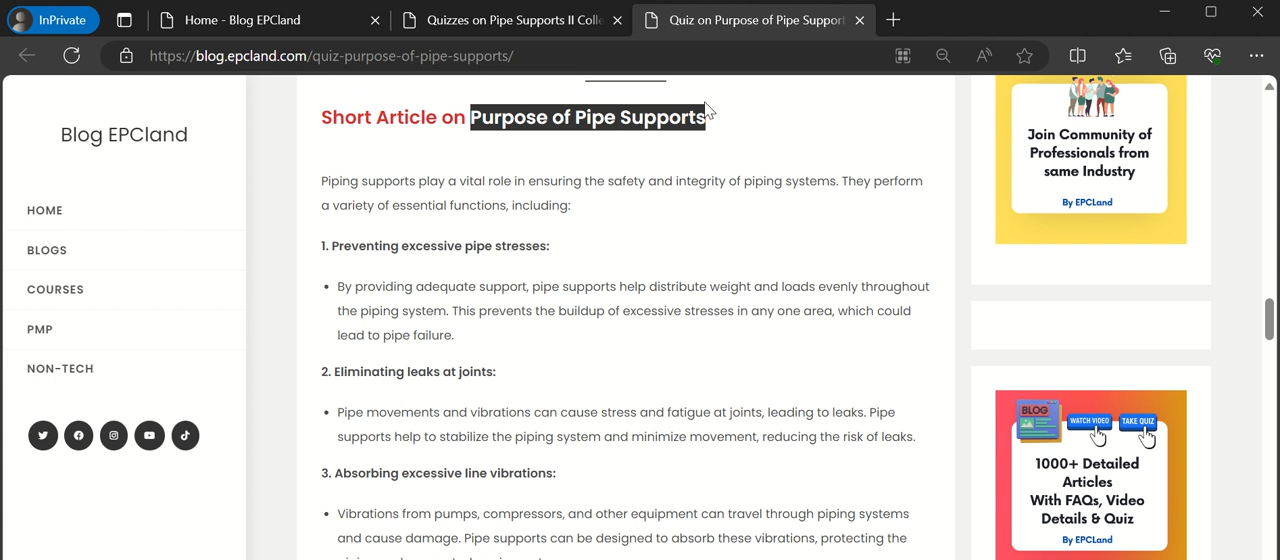 InPrivate
Home - Blog EPCland
Quizzes on Pipe Supports II Colle
Quiz on Purpose of Pipe Support
https://blog.epcland.com/quiz-purpose-of-pipe-supports/
Blog EPCland
HOME
BLOGS
COURSES
PMP
NON-TECH
Short Article on Purpose of Pipe Supports
Piping supports play a vital role in ensuring the safety and integrity of piping systems. They perform
a variety of essential functions, including:
1. Preventing excessive pipe stresses:
• By providing adequate support, pipe supports help distribute weight and loads evenly throughout
the piping system. This prevents the buildup of excessive stresses in any one area, which could
lead to pipe failure.
2. Eliminating leaks at joints:
• Pipe movements and vibrations can cause stress and fatigue at joints, leading to leaks. Pipe
supports help to stabilize the piping system and minimize movement, reducing the risk of leaks.
3. Absorbing excessive line vibrations:
• Vibrations from pumps, compressors, and other equipment can travel through piping systems
and cause damage. Pipe supports can be designed to absorb these vibrations, protecting the
Join Community of
Professionals from
same Industry
By EPCLand
BLOG
WATCH VIDEO
TAKE QUIZ
1000+ Detailed
Articles
With FAQs, Video
Details & Quiz
By EPCLand